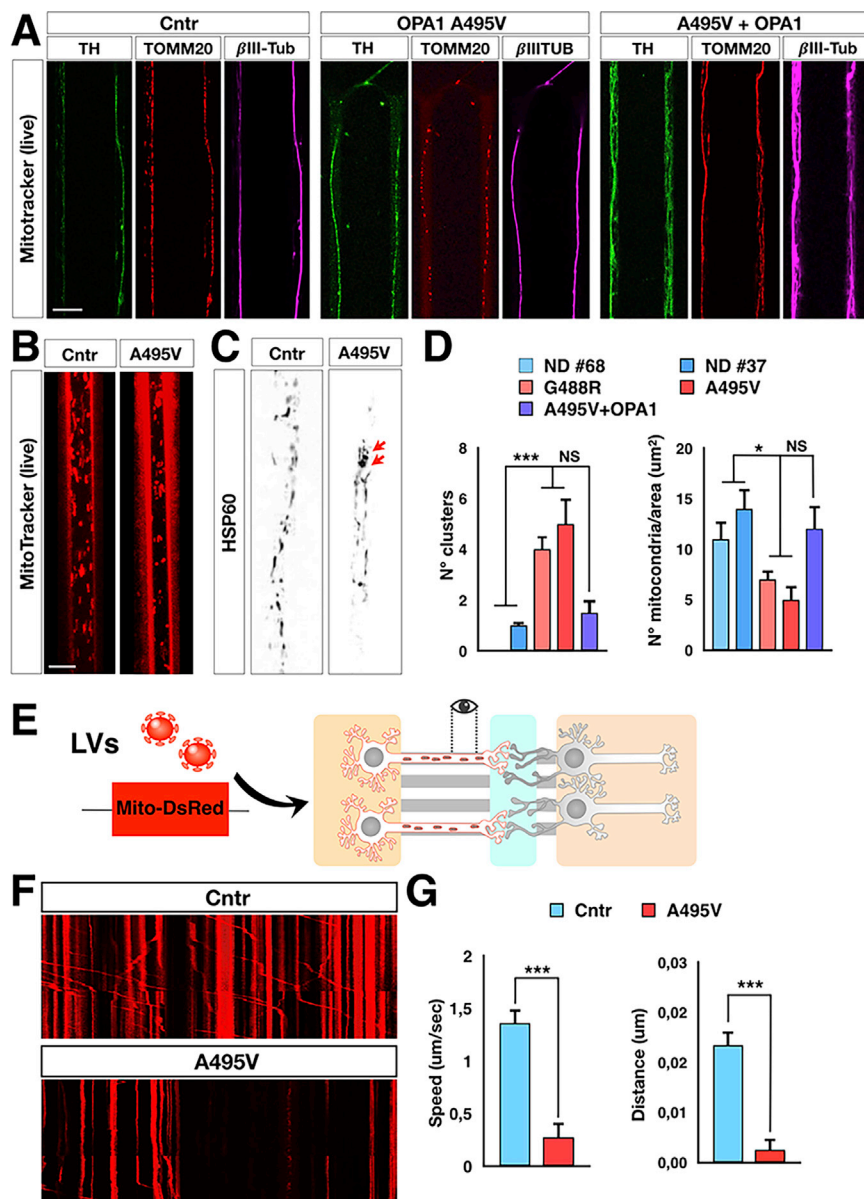 A
Cntr
OPA1 A495V
A495V + OPA1
TH
TOMM20
βIII-Tub
TH
TOMM20
βIIITUB
TH
TOMM20
βIII-Tub
Mitotracker (live)
B
Cntr
A495V
MitoTracker (live)
C
Cntr
A495V
HSP60
D
ND #68
ND #37
G488R
A495V
A495V+OPA1
N° clusters
8
6
4
2
0
***
NS
N° mitocondria/area (um²)
20
15
10
5
0
*
NS
E
LVs
Mito-DsRed
F
Cntr
A495V
G
Cntr
A495V
Speed (um/sec)
2
1,5
1
0,5
0
***
Distance (um)
0,03
0,02
0,02
0,01
0,00
***